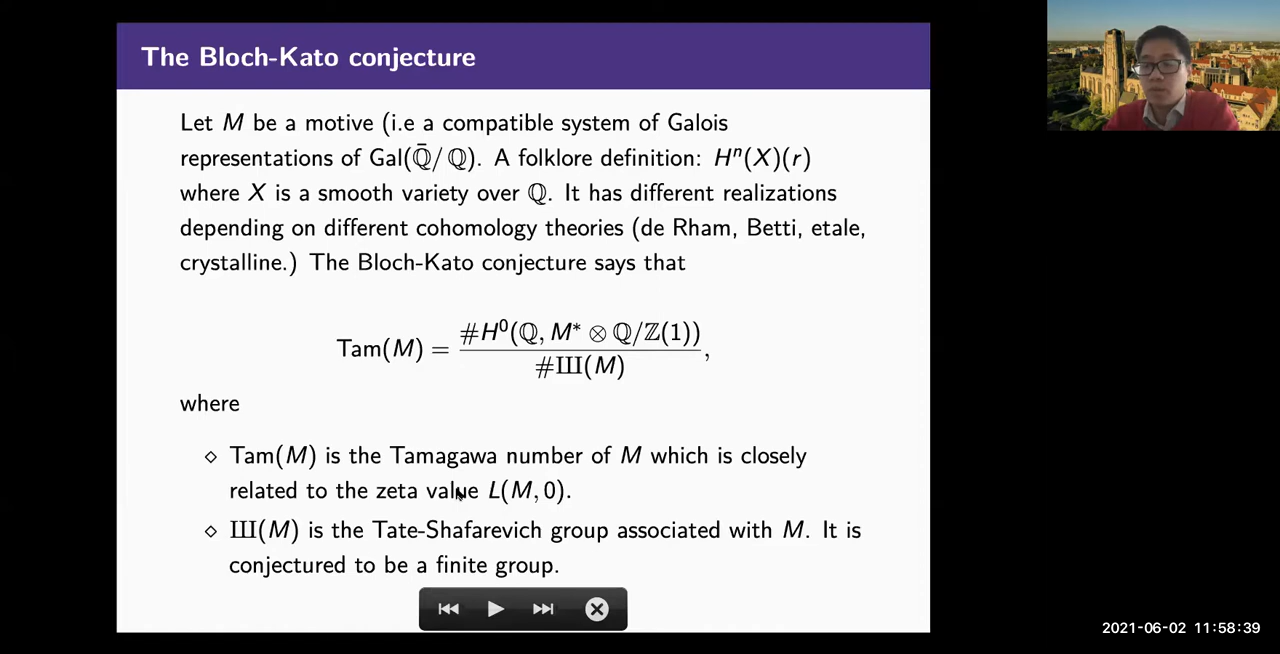 The Bloch-Kato conjecture
Let M be a motive (i.e a compatible system of Galois
representations of Gal(ℚ̄/ℚ). A folklore definition: Hⁿ(X)(r)
where X is a smooth variety over ℚ. It has different realizations
depending on different cohomology theories (de Rham, Betti, etale,
crystalline.) The Bloch-Kato conjecture says that
Tam(M) = #H⁰(ℚ, M* ⊗ ℚ/ℤ(1)) / #Ш(M),
where
⋄ Tam(M) is the Tamagawa number of M which is closely
related to the zeta value L(M, 0).
⋄ Ш(M) is the Tate-Shafarevich group associated with M. It is
conjectured to be a finite group.
2021-06-02 11:58:39